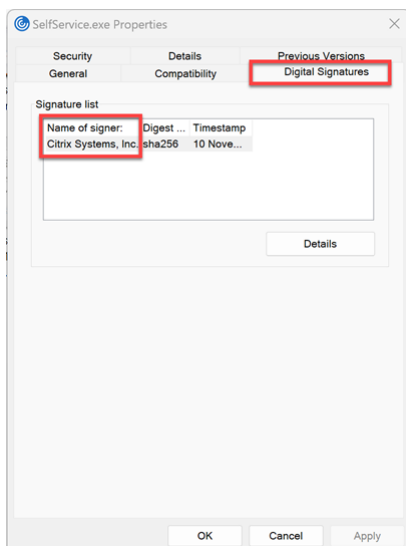 SelfService.exe Properties
Security Details Previous Versions
General Compatibility Digital Signatures
Signature list
Name of signer: Digest ... Timestamp
Citrix Systems, Inc. sha256 10 Nove...
Details
OK Cancel Apply